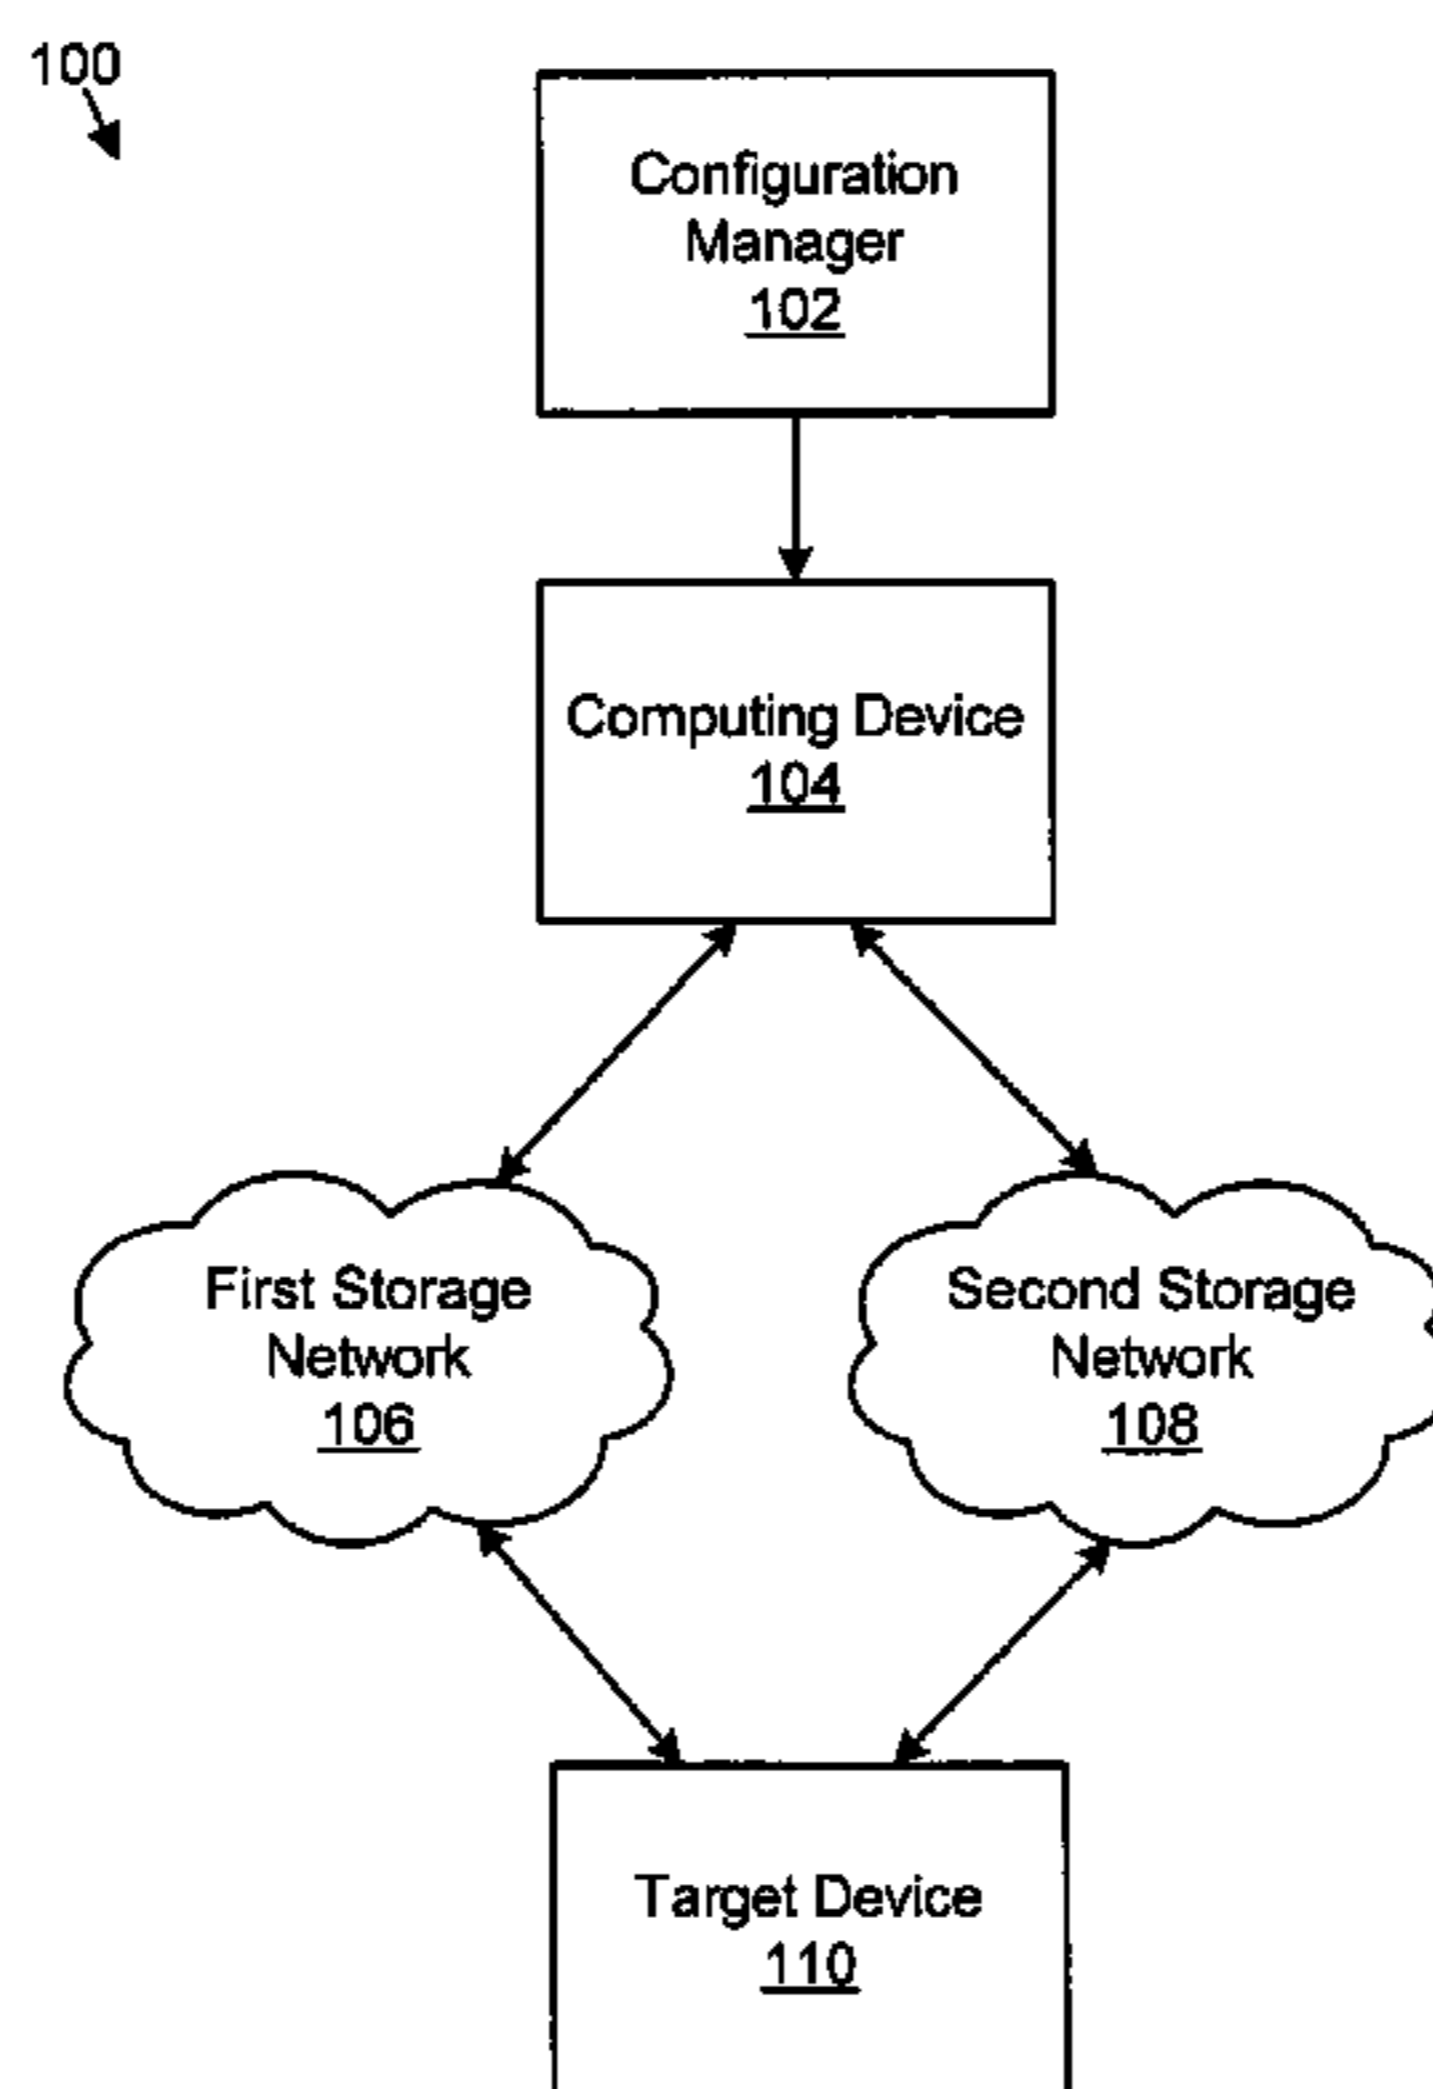 100
Configuration
Manager
102
Computing Device
104
First Storage
Network
106
Second Storage
Network
108
Target Device
110